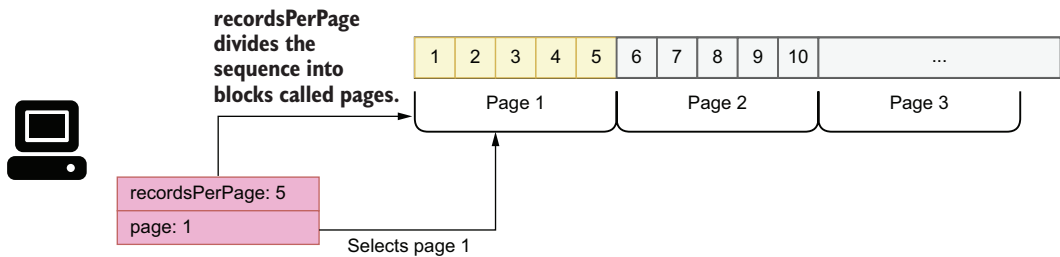 recordsPerPage
divides the
sequence into
blocks called pages.
1 2 3 4 5 6 7 8 9 10 ...
Page 1 Page 2 Page 3
recordsPerPage: 5
page: 1
Selects page 1